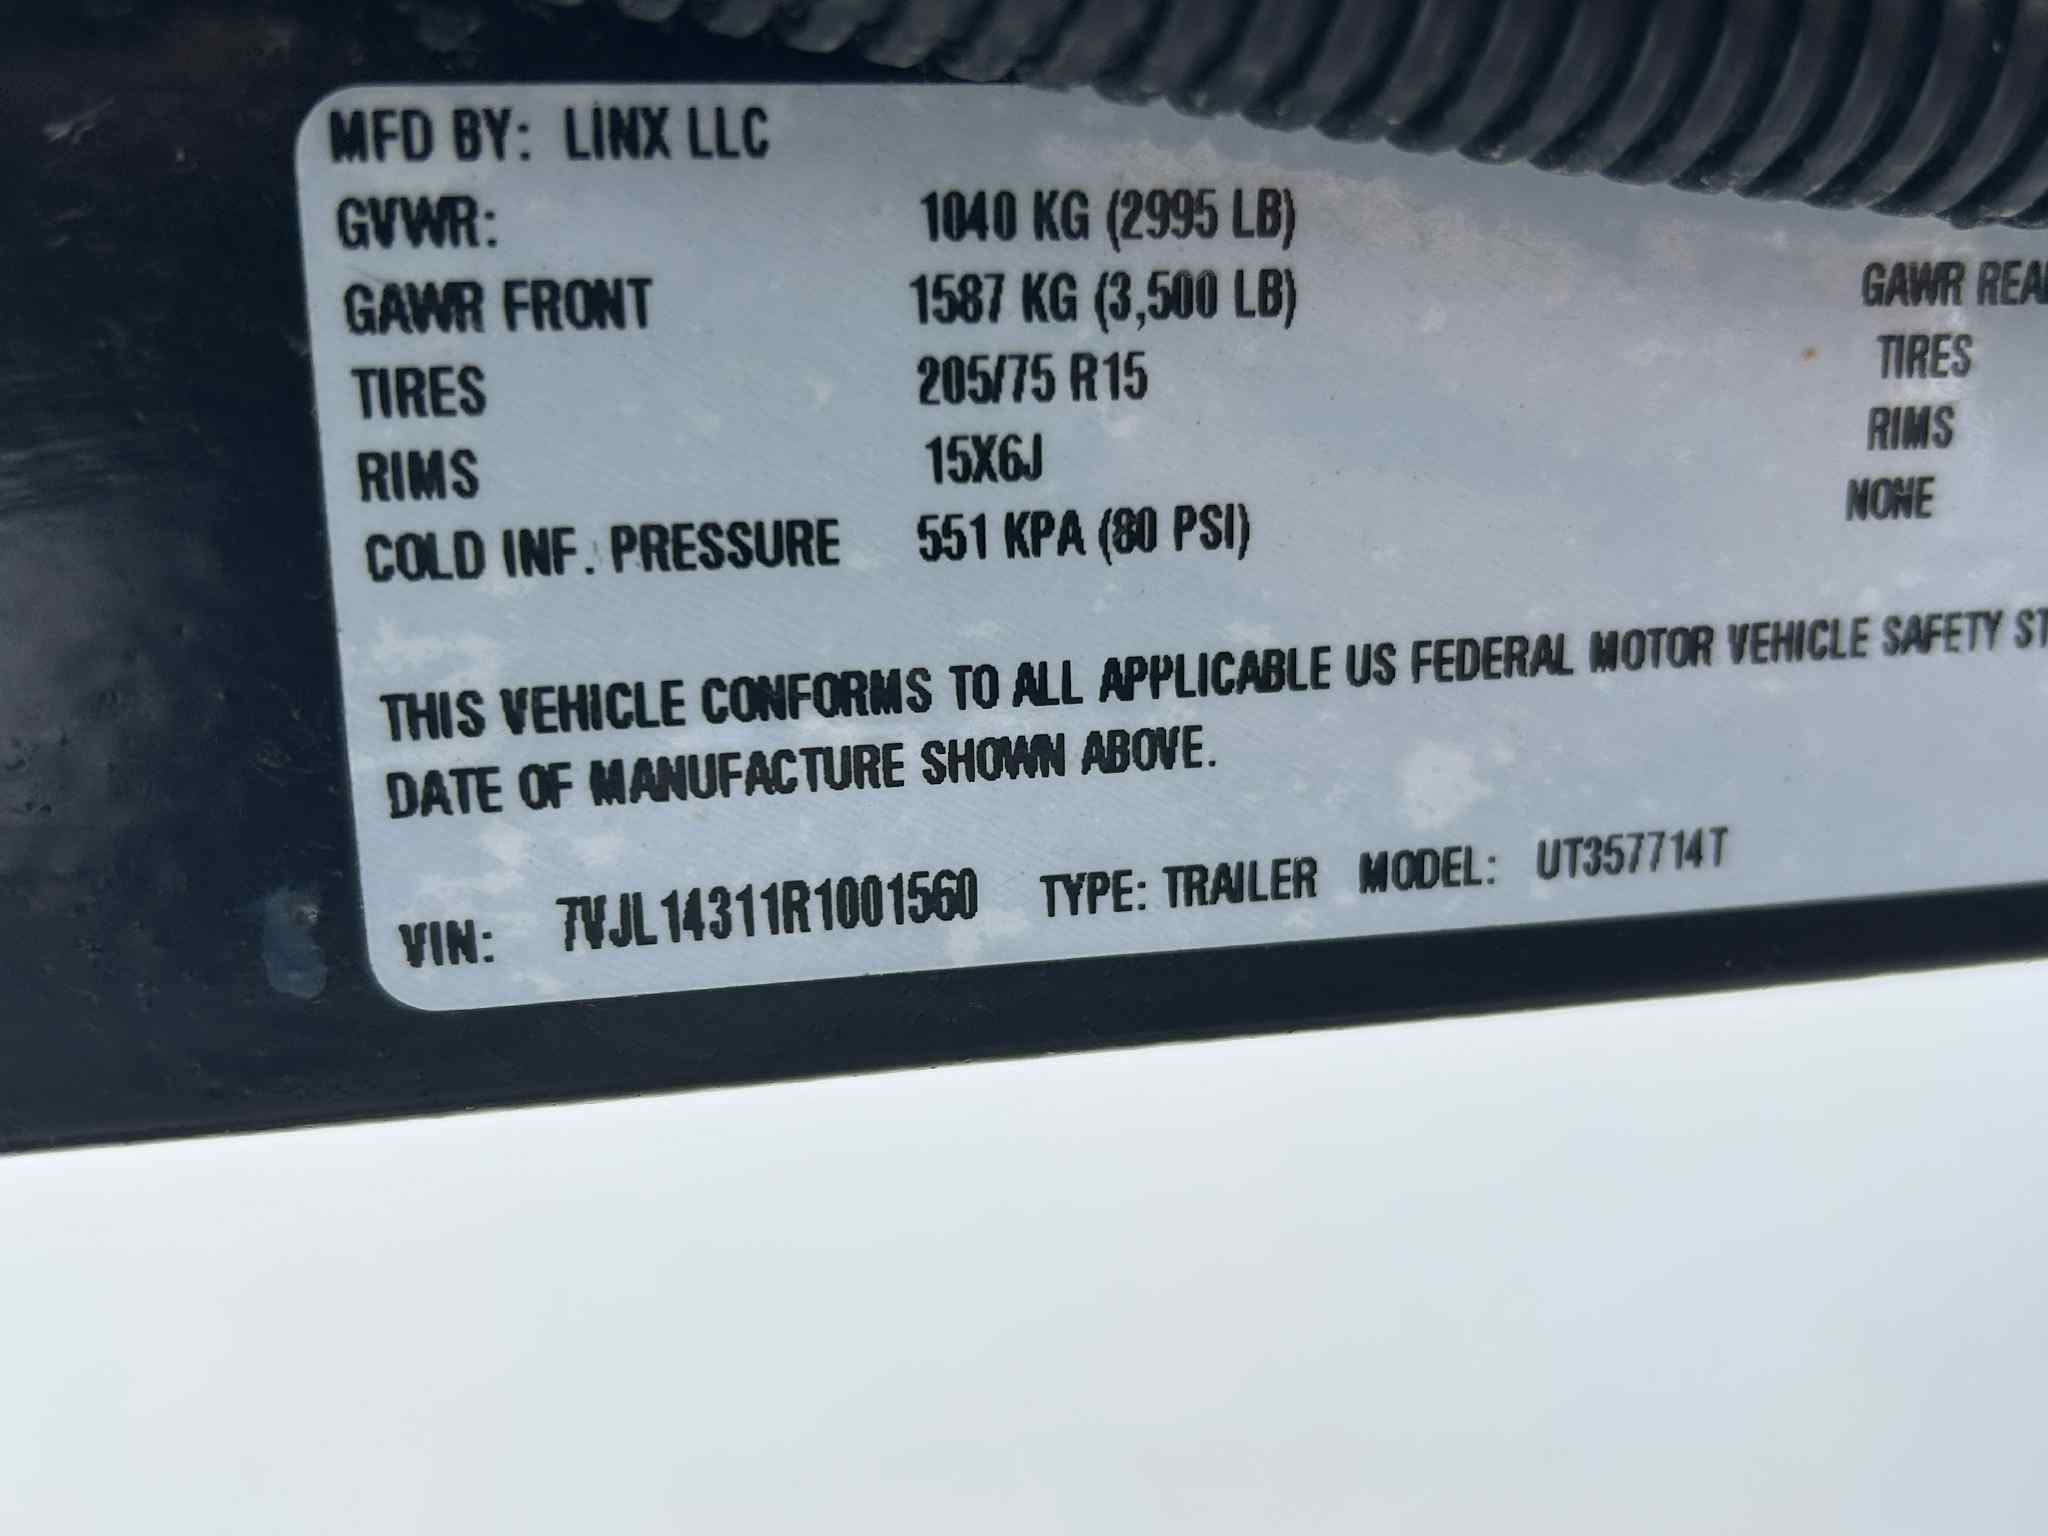 MFD BY: LINX LLC
GVWR: 1040 KG (2995 LB)
GAWR FRONT 1587 KG (3,500 LB) GAWR
TIRES 205/75 R15 TIRES
RIMS 15X6J RIMS
COLD INF. PRESSURE 551 KPA (80 PSI) NONE
THIS VEHICLE CONFORMS TO ALL APPLICABLE US FEDERAL MOTOR VEHICLE SAFETY
DATE OF MANUFACTURE SHOWN ABOVE.
VIN: 7VJL14311R1001560 TYPE: TRAILER MODEL: UT357714T